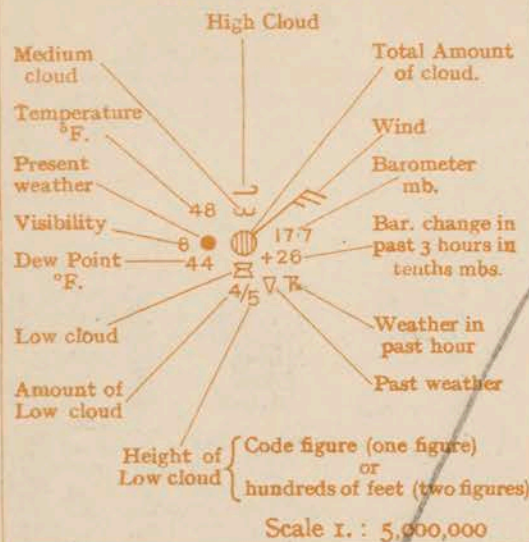 High Cloud
Medium
cloud
Total Amount
of cloud.
Temperature
°F.
Wind
Present
weather
Barometer
mb.
48
Visibility
6
17·7
Bar. change in
past 3 hours in
tenths mbs.
Dew Point
°F.
44
+26
4/5
Low cloud
Weather in
past hour
Amount of
Low cloud
Past weather
Height of
Low cloud
Code figure (one figure)
or
hundreds of feet (two figures)
Scale 1. : 5,000,000